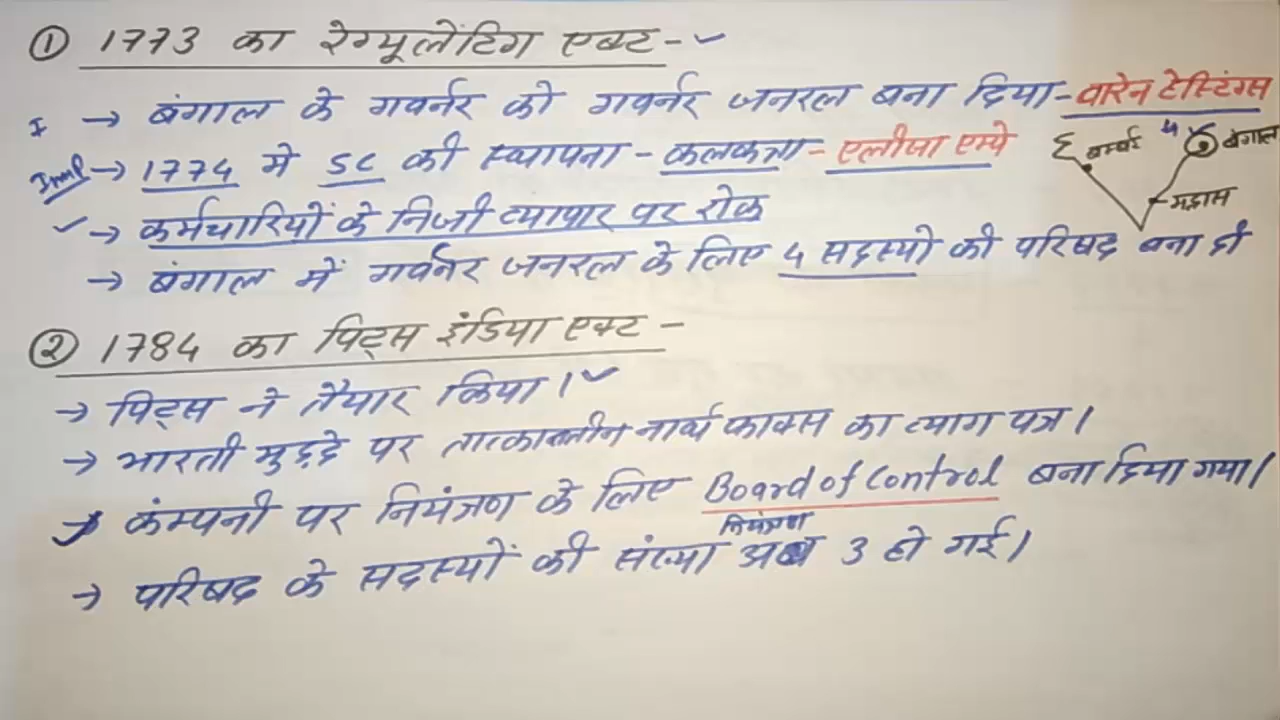 ① 1773 का रेग्यूलेंटिग एक्ट-
I → बंगाल के गवर्नर को गवर्नर जनरल बना दिया-वारेन हेस्टिंग्स
Imp → 1774 में SC की स्थापना - कलकत्ता - एलीजा एम्पे
→ कर्मचारियों के निजी व्यापार पर रोक
बम्बई 4 बंगाल
मद्रास
→ बंगाल में गवर्नर जनरल के लिए 4 सदस्यो की परिषद बना दी
② 1784 का पिट्स इंडिया एक्ट -
→ पिट्स ने तैयार किया।
→ भारती मुद्दे पर तात्कालीन नार्थ फाक्स का त्याग पत्र।
→ कंम्पनी पर नियंत्रण के लिए Board of Control बना दिया गया।
नियंत्रण
→ परिषद के सदस्यों की संख्या अब 3 हो गई।